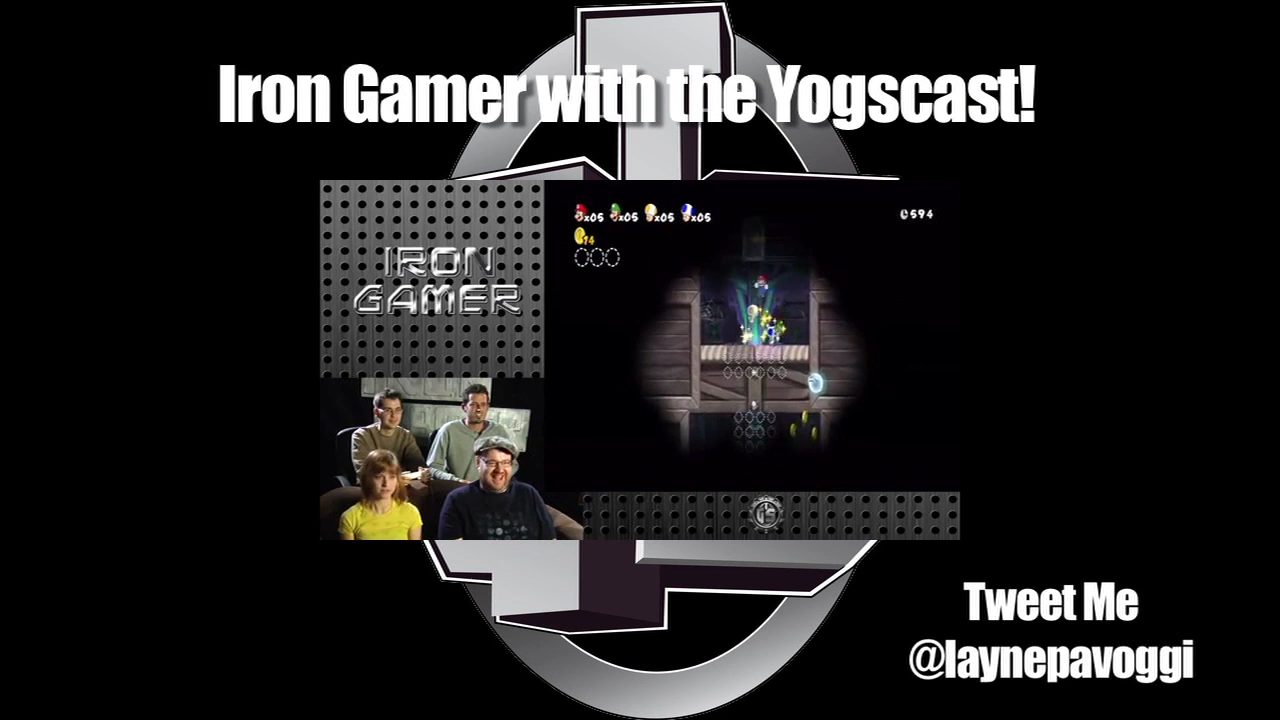 Iron Gamer with the Yogscast!
x05 x05 x05 x05
594
14
IRON
GAMER
Tweet Me
@laynepavoggi